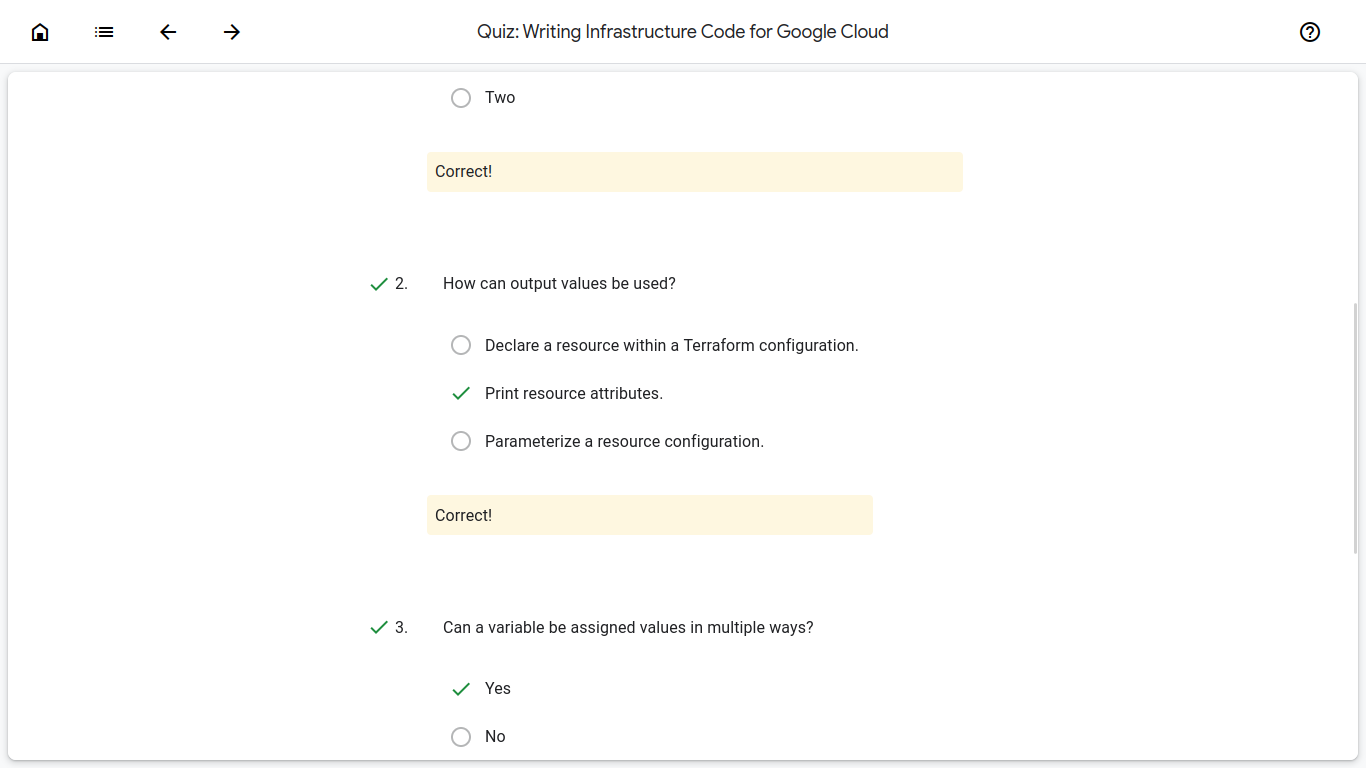 Quiz: Writing Infrastructure Code for Google Cloud
Two
Correct!
2. How can output values be used?
Declare a resource within a Terraform configuration.
Print resource attributes.
Parameterize a resource configuration.
Correct!
3. Can a variable be assigned values in multiple ways?
Yes
No